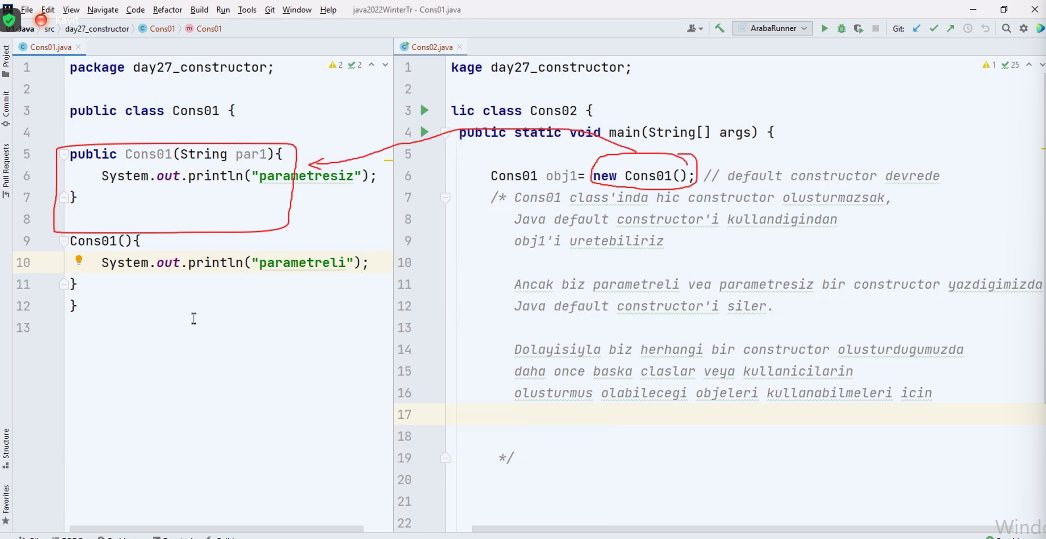 File Edit View Navigate Code Refactor Build Run Tools Git Window Help java2022WinterTr - Cons01.java
src day27_constructor Cons01 Cons01
ArabaRunner
Git:
Cons01.java
Cons02.java
Project
Commit
Pull Requests
Structure
Favorites
2 2
1 package day27_constructor;
2
3 public class Cons01 {
4
5 public Cons01(String par1){
6 System.out.println("parametresiz");
7 }
8
9 Cons01(){
10 System.out.println("parametreli");
11 }
12 }
13
1 25
1 kage day27_constructor;
2
3 lic class Cons02 {
4 public static void main(String[] args) {
5
6 Cons01 obj1= new Cons01(); // default constructor devrede
7 /* Cons01 class'inda hic constructor olusturmazsak,
8 Java default constructor'i kullandigindan
9 obj1'i uretebiliriz
10
11 Ancak biz parametreli vea parametresiz bir constructor yazdigimizda
12 Java default constructor'i siler.
13
14 Dolayisiyla biz herhangi bir constructor olusturdugumuzda
15 daha once baska claslar veya kullanicilarin
16 olusturmus olabilecegi objeleri kullanabilmeleri icin
17
18
19 */
20
21
22